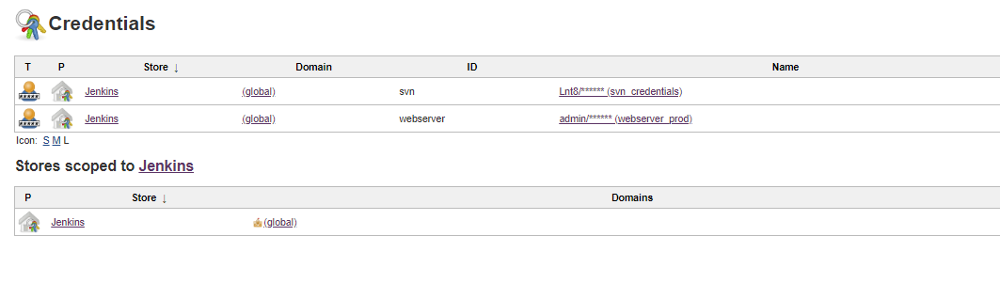 Credentials
T P Store ↓ Domain ID Name
Jenkins (global) svn Lnt8/****** (svn_credentials)
Jenkins (global) webserver admin/****** (webserver_prod)
Icon: S M L
Stores scoped to Jenkins
P Store ↓ Domains
Jenkins (global)